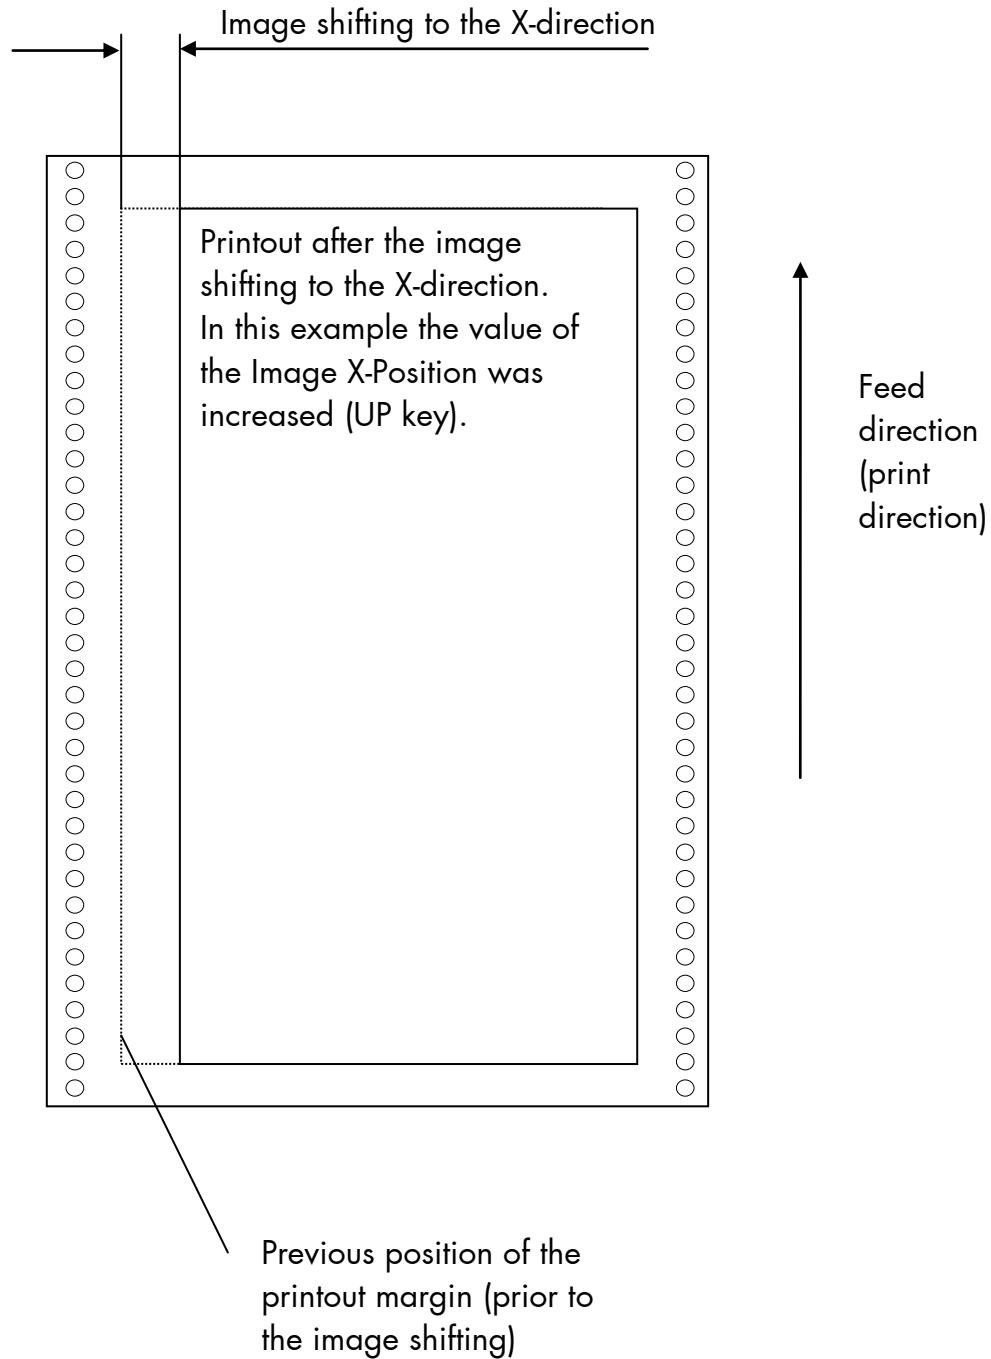 Image shifting to the X-direction
Printout after the image
shifting to the X-direction.
In this example the value of
the Image X-Position was
increased (UP key).
Feed
direction
(print
direction)
Previous position of the
printout margin (prior to
the image shifting)